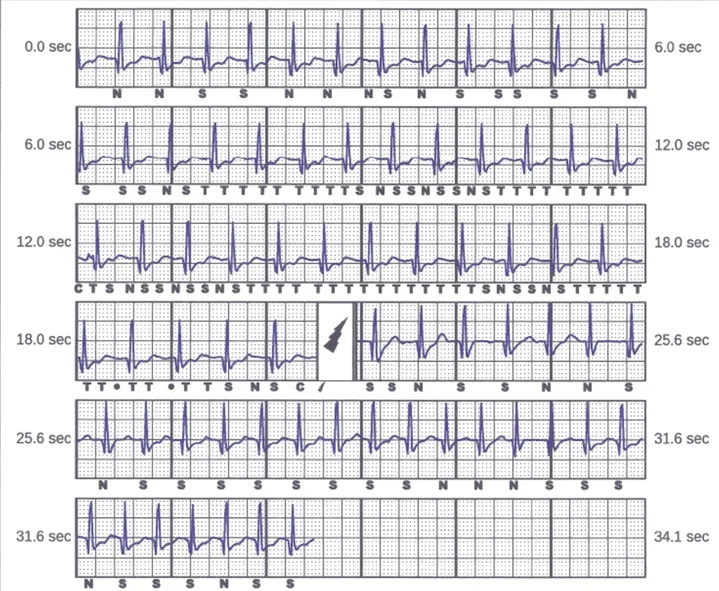 0.0 sec 6.0 sec
N N S S N N N S N S S S S S N
6.0 sec 12.0 sec
S S S N S T T T T T T T T T S N S S N S S N S T T T T T T T T T
12.0 sec 18.0 sec
C T S N S S N S S N S T T T T T T T T T T T T T T T S N S S N S T T T T T
18.0 sec 25.6 sec
T T • T T • T T S N S C S S N S S N N S
25.6 sec 31.6 sec
N S S S S S S S S N N N S S S
31.6 sec 34.1 sec
N S S S N S S